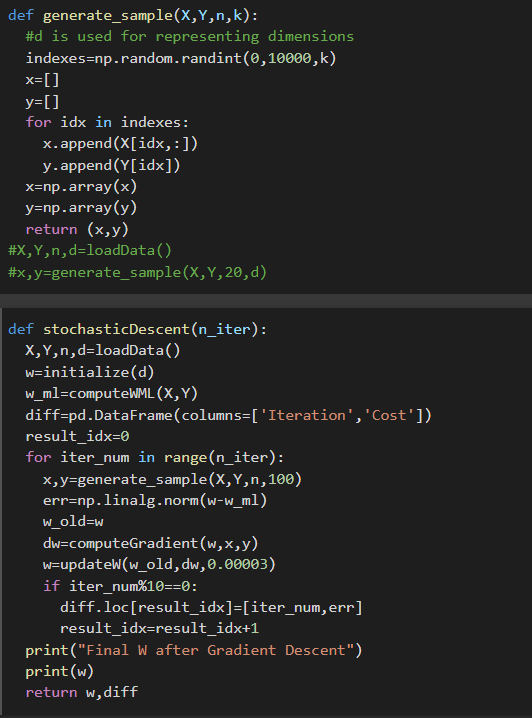 def generate_sample(X,Y,n,k):
  #d is used for representing dimensions
  indexes=np.random.randint(0,10000,k)
  x=[]
  y=[]
  for idx in indexes:
    x.append(X[idx,:])
    y.append(Y[idx])
  x=np.array(x)
  y=np.array(y)
  return (x,y)
#X,Y,n,d=loadData()
#x,y=generate_sample(X,Y,20,d)
def stochasticDescent(n_iter):
  X,Y,n,d=loadData()
  w=initialize(d)
  w_ml=computeWML(X,Y)
  diff=pd.DataFrame(columns=['Iteration','Cost'])
  result_idx=0
  for iter_num in range(n_iter):
    x,y=generate_sample(X,Y,n,100)
    err=np.linalg.norm(w-w_ml)
    w_old=w
    dw=computeGradient(w,x,y)
    w=updateW(w_old,dw,0.00003)
    if iter_num%10==0:
      diff.loc[result_idx]=[iter_num,err]
      result_idx=result_idx+1
  print("Final W after Gradient Descent")
  print(w)
  return w,diff